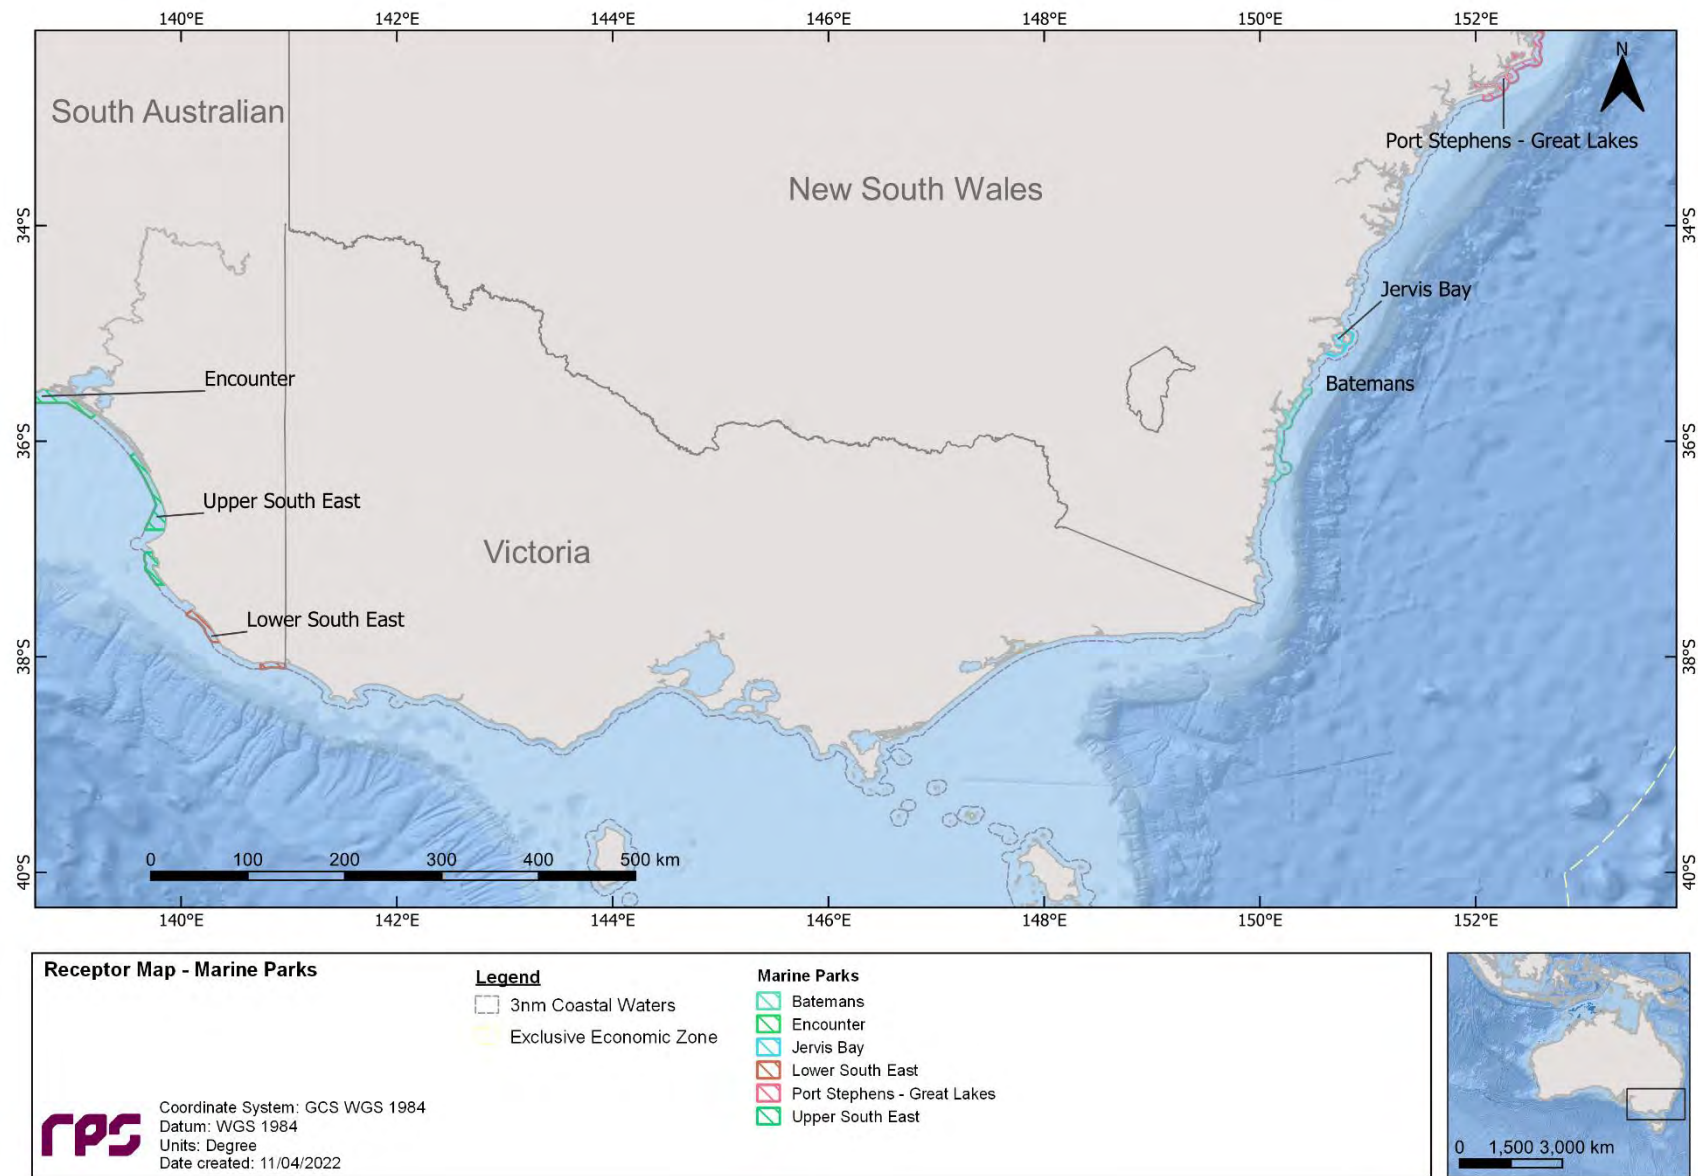 140°E 142°E 144°E 146°E 148°E 150°E 152°E
N
South Australian
Port Stephens - Great Lakes
New South Wales
34°S 34°S
Jervis Bay
Encounter
Batemans
36°S 36°S
Upper South East
Victoria
Lower South East
38°S 38°S
0 100 200 300 400 500 km
40°S 40°S
140°E 142°E 144°E 146°E 148°E 150°E 152°E
Receptor Map - Marine Parks
Legend
3nm Coastal Waters
Exclusive Economic Zone
Marine Parks
Batemans
Encounter
Jervis Bay
Lower South East
Port Stephens - Great Lakes
Upper South East
rps
Coordinate System: GCS WGS 1984
Datum: WGS 1984
Units: Degree
Date created: 11/04/2022
0 1,500 3,000 km